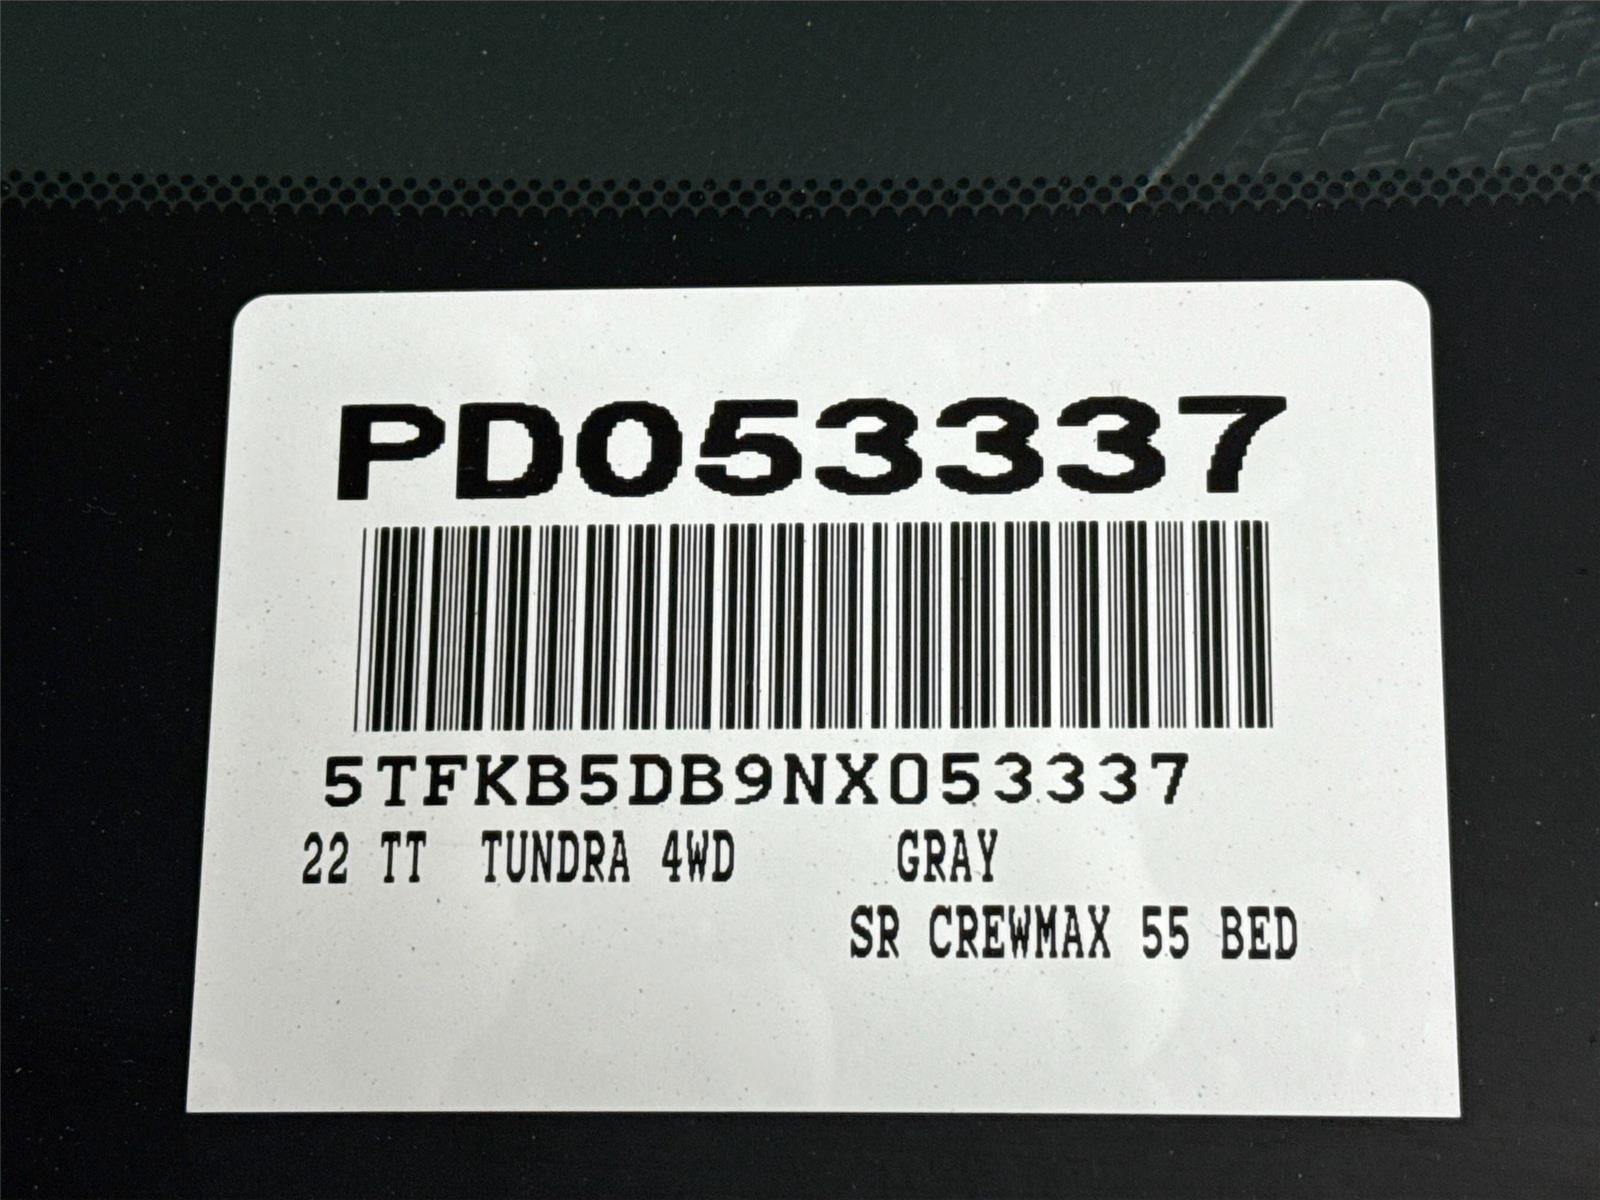 PD053337
5TFKB5DB9NX053337
22 TT TUNDRA 4WD GRAY
SR CREWMAX 55 BED